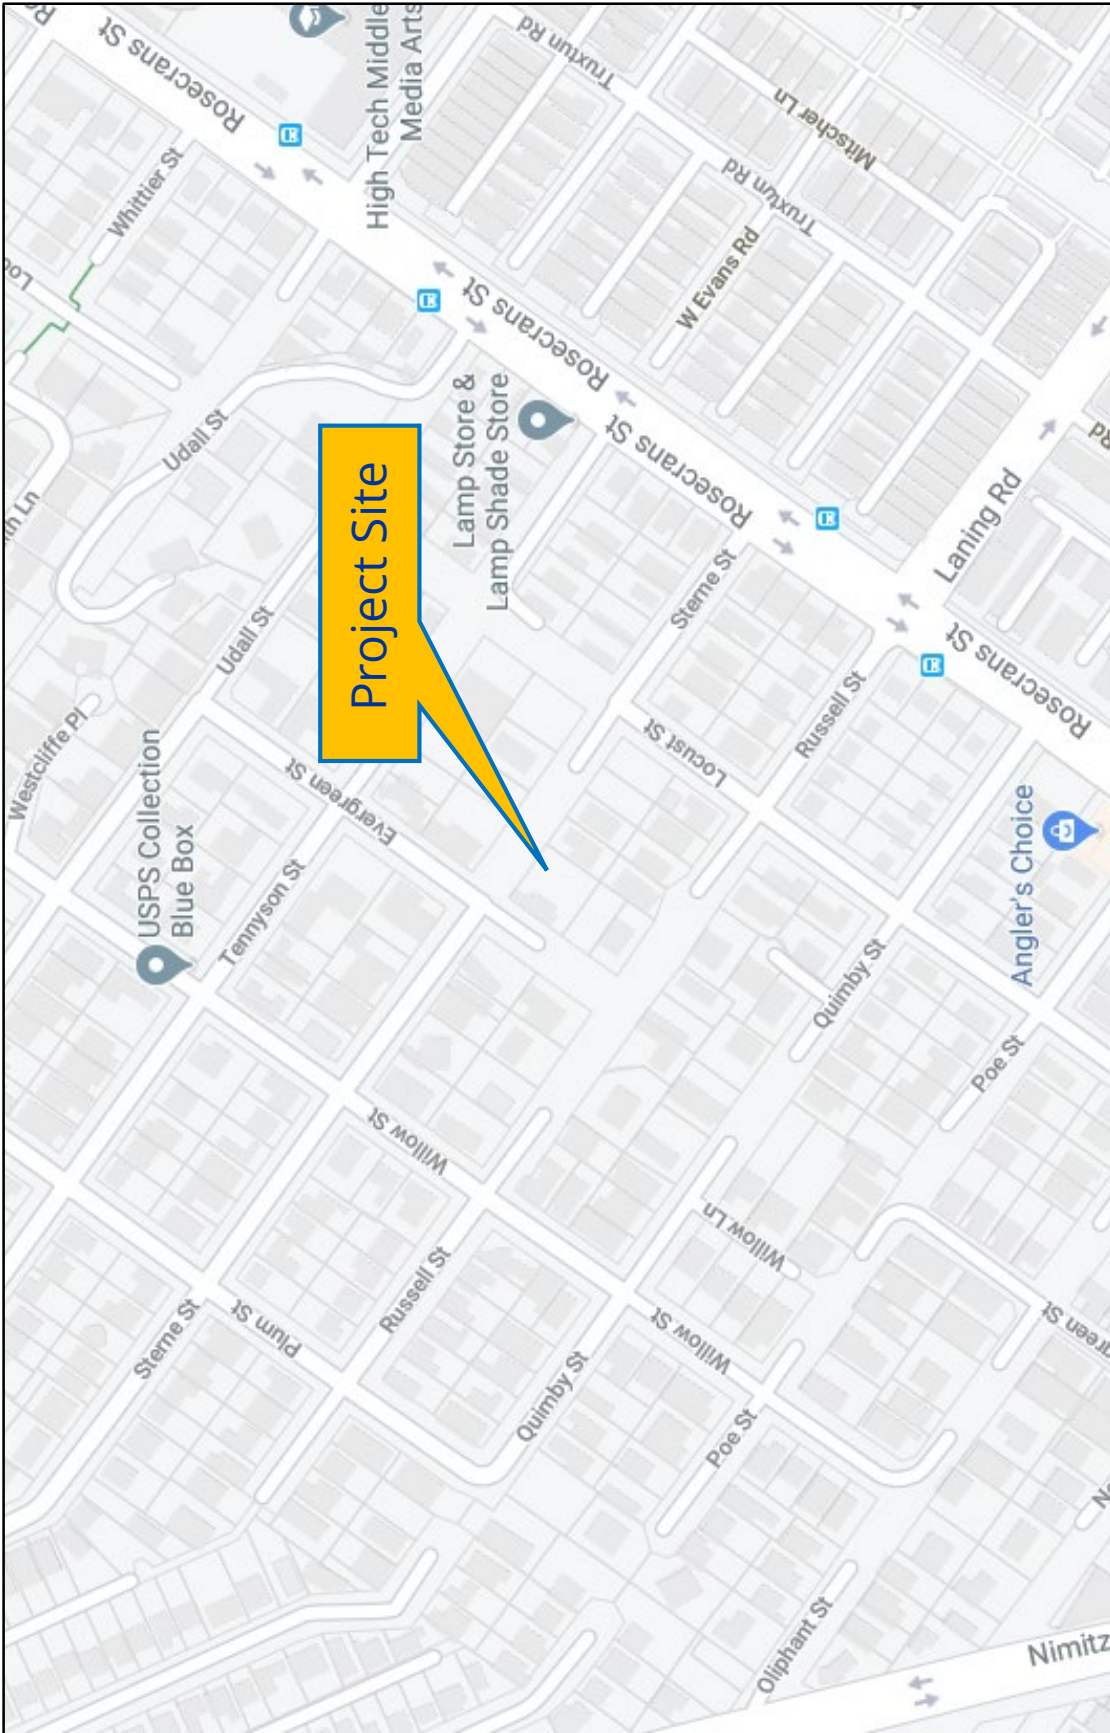 Rosecrans St
High Tech Middle
Media Arts
Truxtun Rd
Mitscher Ln
Whittier St
Truxtun Rd
W Evans Rd
Rosecrans St
Udall St
Lamp Store &
Lamp Shade Store
Rosecrans St
Laning Rd
Project Site
Udall St
Sterne St
Rosecrans St
Westcliffe Pl
USPS Collection
Blue Box
Evergreen St
Locust St
Russell St
Tennyson St
Angler's Choice
Quimby St
Poe St
Willow St
Willow Ln
Russell St
Sterne St
Plum St
Willow St
Quimby St
Poe St
Oliphant St
Nimitz